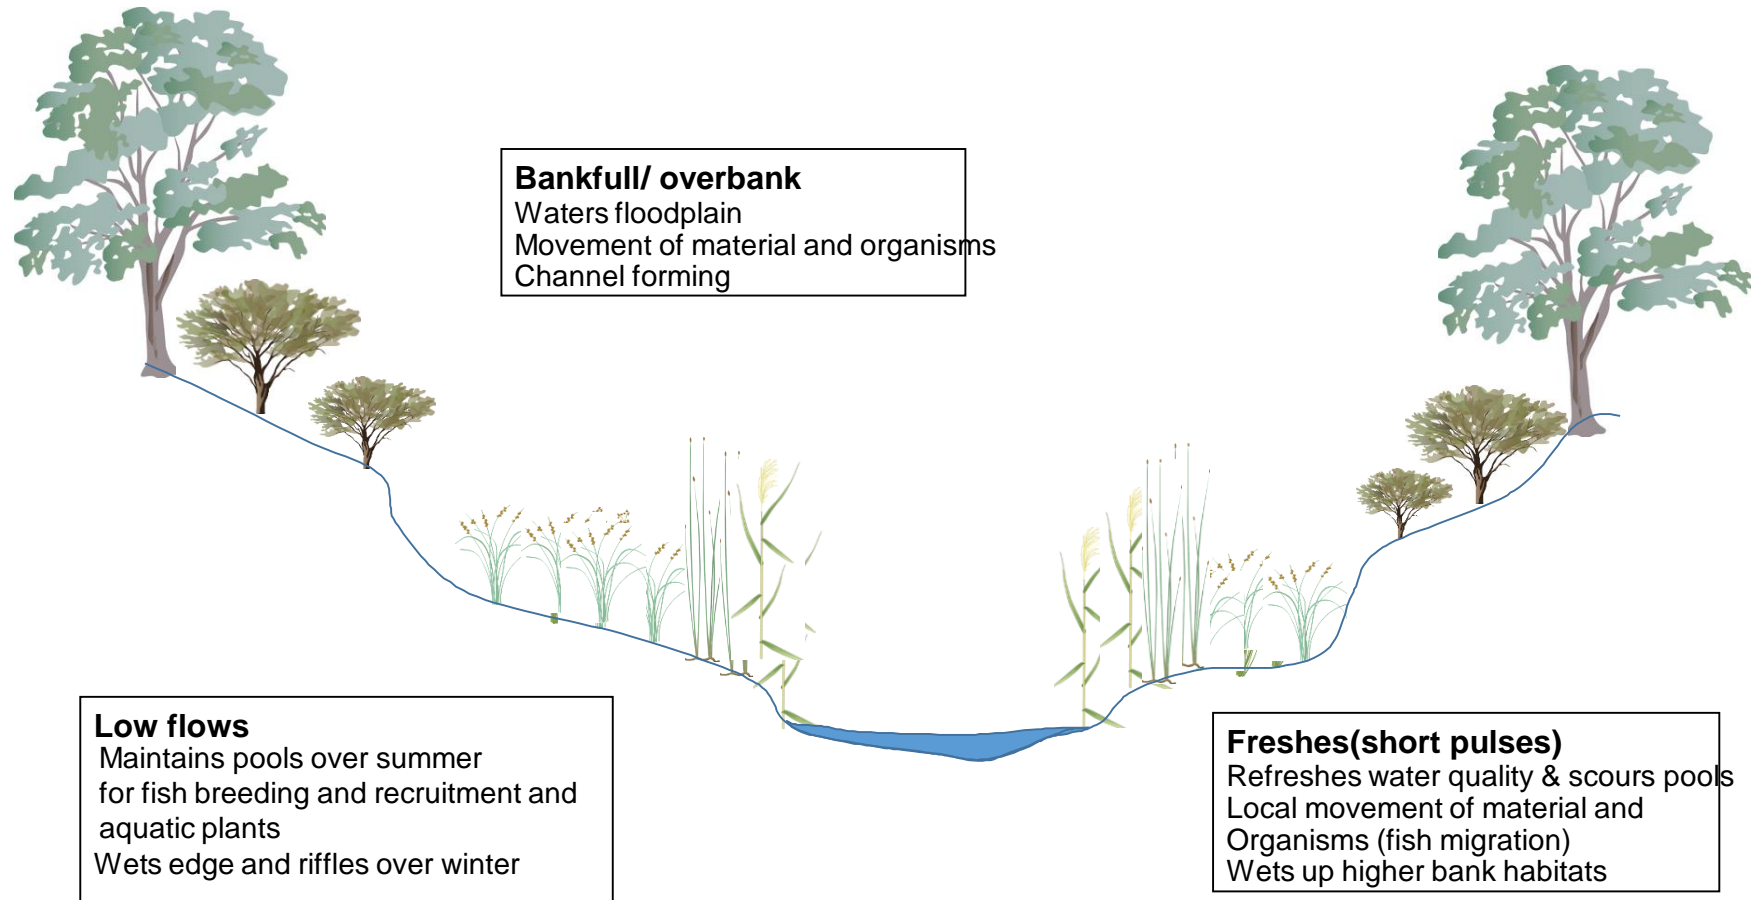 Bankfull/ overbank
Waters floodplain
Movement of material and organisms
Channel forming
Low flows
Maintains pools over summer
for fish breeding and recruitment and
aquatic plants
Wets edge and riffles over winter
Freshes(short pulses)
Refreshes water quality & scours pools
Local movement of material and
Organisms (fish migration)
Wets up higher bank habitats